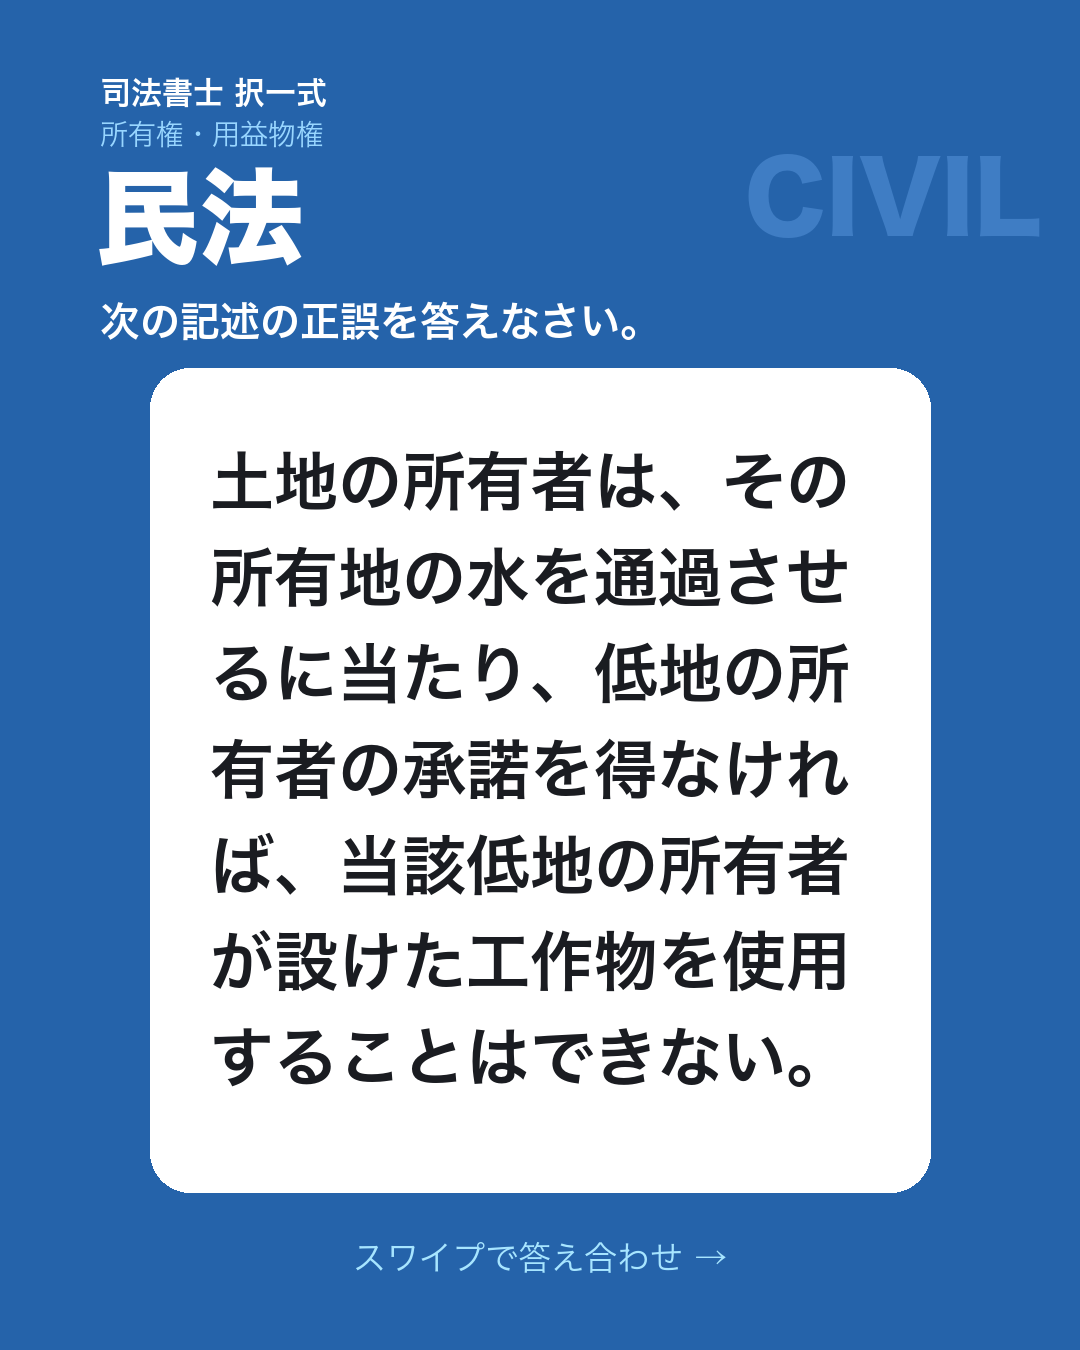 司法書士 択一式
所有権・用益物権
民法
CIVIL
次の記述の正誤を答えなさい。
土地の所有者は、その
所有地の水を通過させ
るに当たり、低地の所
有者の承諾を得なけれ
ば、当該低地の所有者
が設けた工作物を使用
することはできない。
スワイプで答え合わせ →